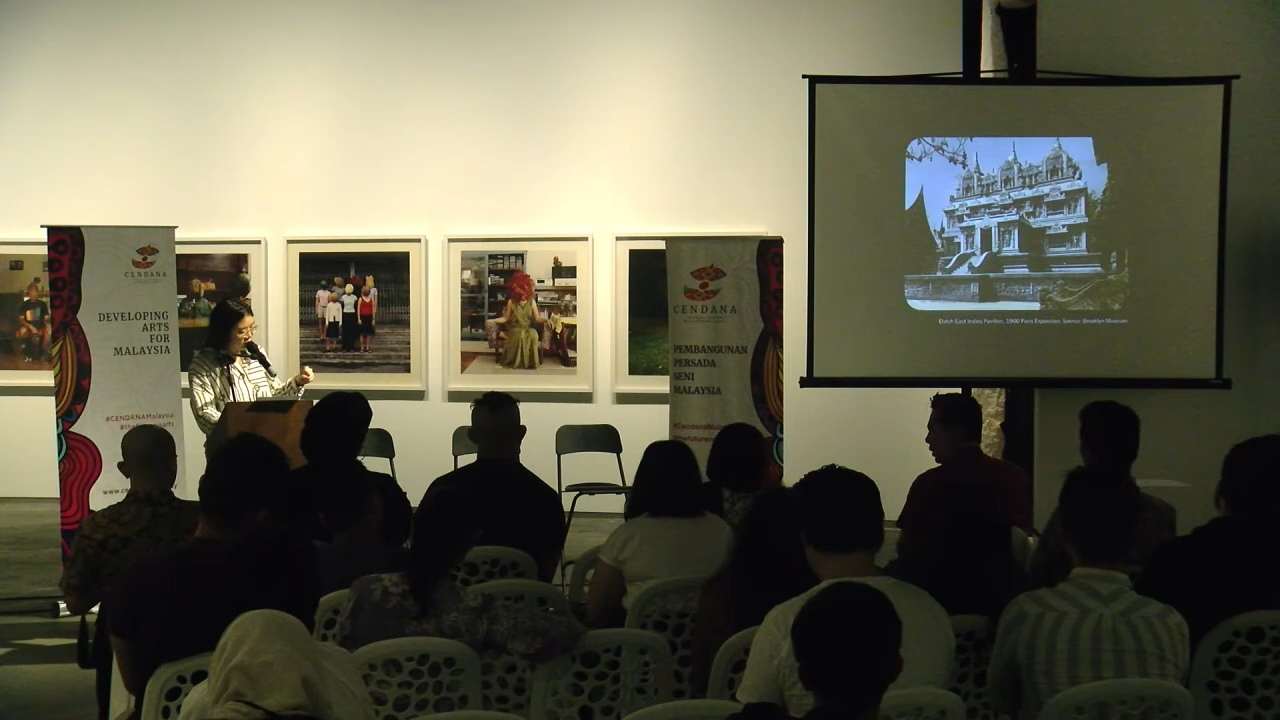 CENDANA
DEVELOPING
ARTS
FOR
MALAYSIA
#CENDANAMalaysia
CENDANA
PEMBANGUNAN
PERSADA
SENI
MALAYSIA
Dutch East Indies Pavilion, 1900 Paris Exposition. Source: Brooklyn Museum